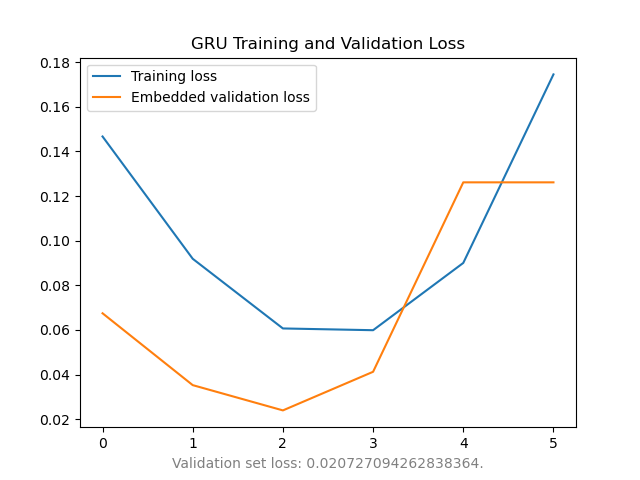 GRU Training and Validation Loss
Training loss
Embedded validation loss
0.18
0.16
0.14
0.12
0.10
0.08
0.06
0.04
0.02
0 1 2 3 4 5
Validation set loss: 0.020727094262838364.